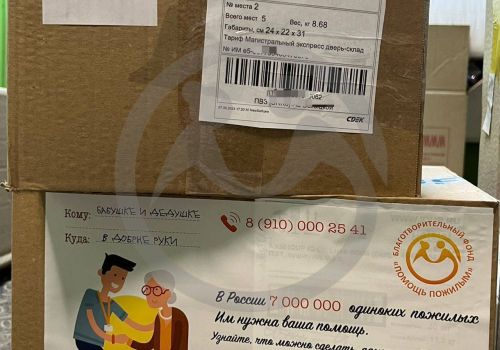 № места 2
Всего мест 5 Вес, кг 8.68
Габариты, см 24 x 22 x 31
Тариф Магистральный экспресс дверь-склад
№ ИМ
ПВЗ
CDEK
Кому: БАБУШКЕ И ДЕДУШКЕ
Куда: В ДОБРЫЕ РУКИ
8 (910) 000 25 41
БЛАГОТВОРИТЕЛЬНЫЙ ФОНД
"ПОМОЩЬ ПОЖИЛЫМ"
В России 7 000 000 одиноких пожилых
Им нужна ваша помощь.
Узнайте, что можно сделать,